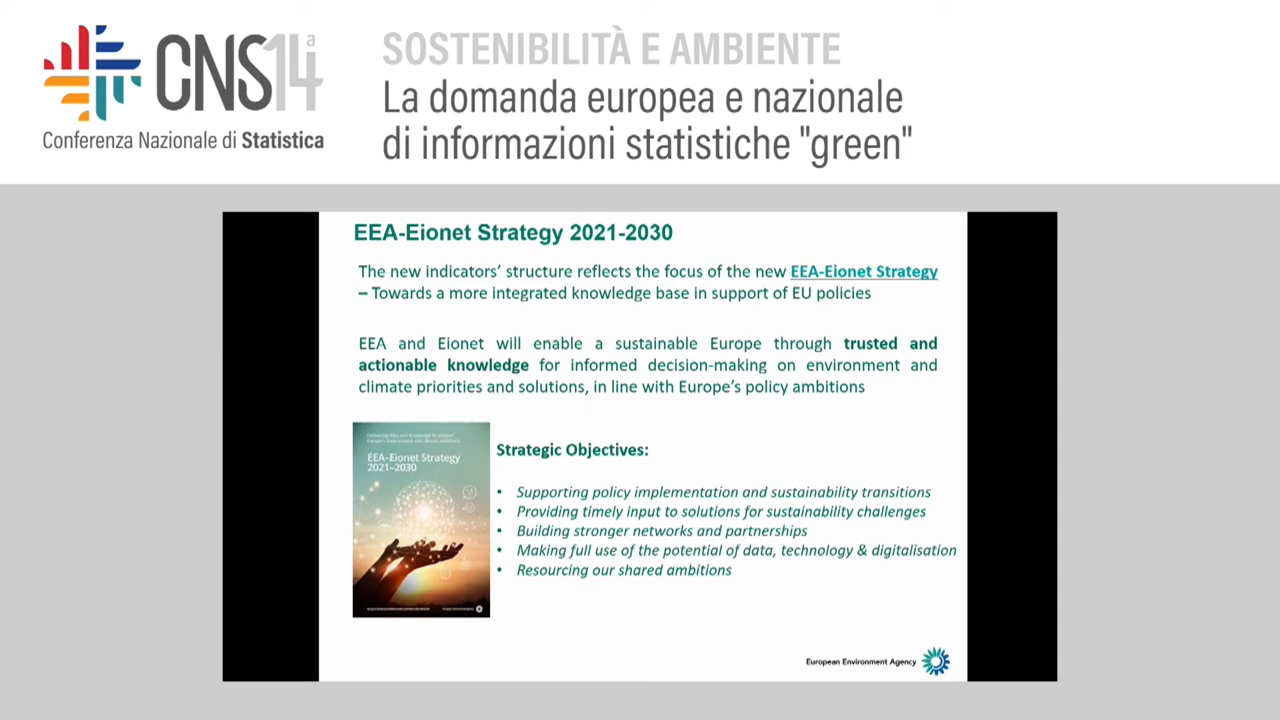 CNS14ª
Conferenza Nazionale di Statistica
SOSTENIBILITÀ E AMBIENTE
La domanda europea e nazionale
di informazioni statistiche "green"
EEA-Eionet Strategy 2021-2030
The new indicators’ structure reflects the focus of the new EEA-Eionet Strategy
– Towards a more integrated knowledge base in support of EU policies
EEA and Eionet will enable a sustainable Europe through trusted and
actionable knowledge for informed decision-making on environment and
climate priorities and solutions, in line with Europe’s policy ambitions
EEA-Eionet Strategy
2021–2030
Strategic Objectives:
• Supporting policy implementation and sustainability transitions
• Providing timely input to solutions for sustainability challenges
• Building stronger networks and partnerships
• Making full use of the potential of data, technology & digitalisation
• Resourcing our shared ambitions
European Environment Agency